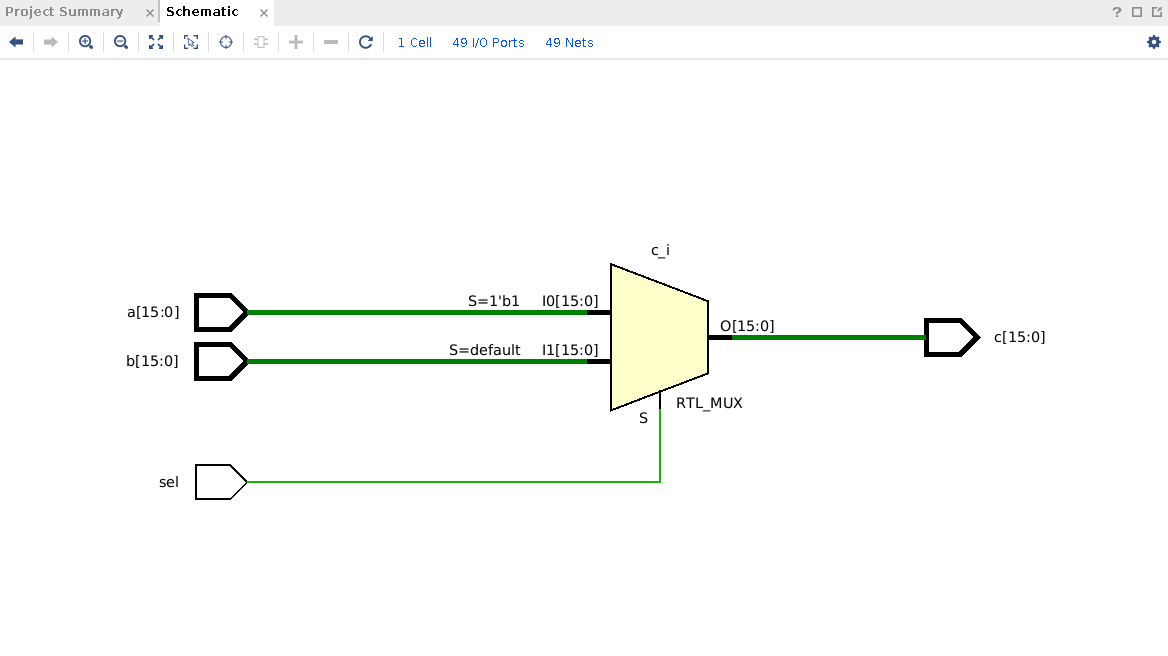 Project Summary × Schematic ×
?
1 Cell 49 I/O Ports 49 Nets
c_i
S=1'b1 I0[15:0]
a[15:0]
O[15:0]
c[15:0]
S=default I1[15:0]
b[15:0]
RTL_MUX
S
sel